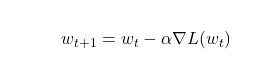 w_{t+1} = w_t − α∇L(w_t)